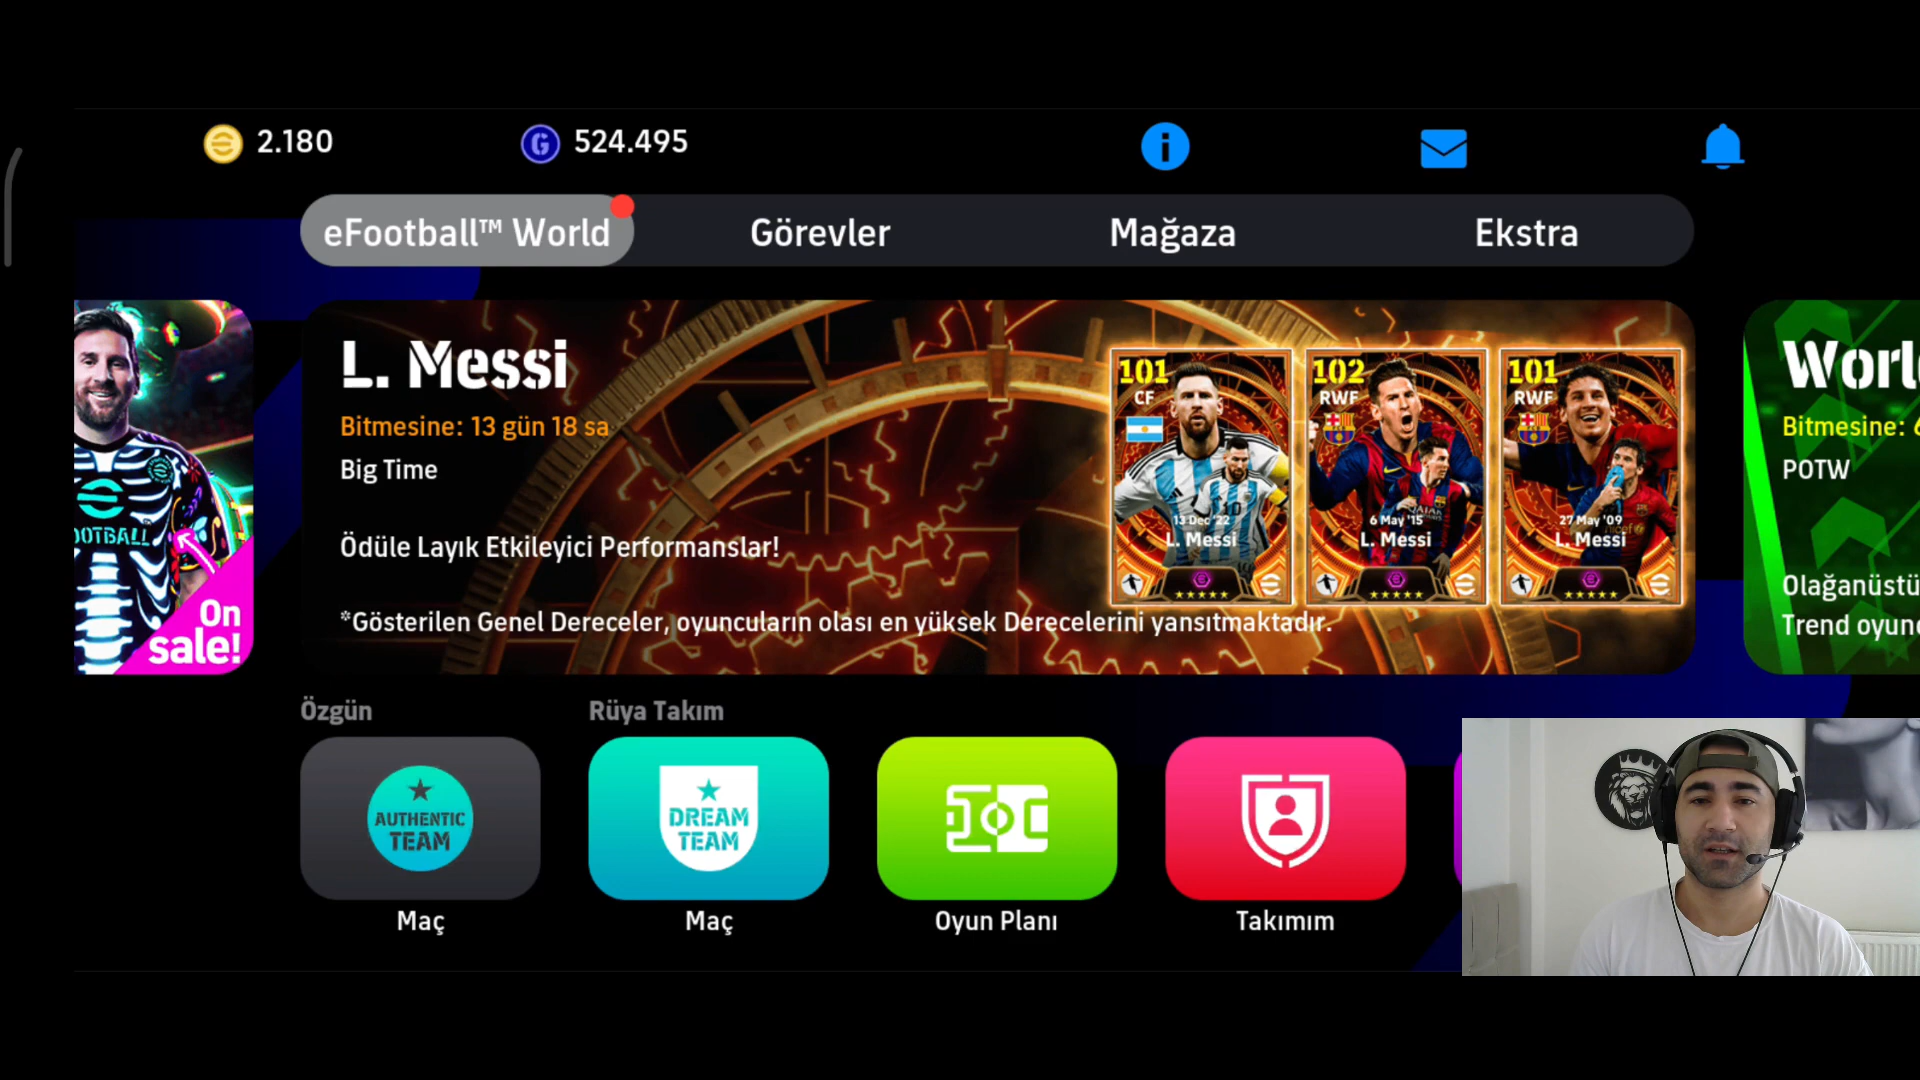 2.180
524.495
eFootball™ World
Görevler
Mağaza
Ekstra
L. Messi
Bitmesine: 13 gün 18 sa
Big Time
Ödüle Layık Etkileyici Performanslar!
*Gösterilen Genel Dereceler, oyuncuların olası en yüksek Derecelerini yansıtmaktadır.
101
CF
13 Dec '22
L. Messi
102
RWF
6 May '15
L. Messi
101
RWF
27 May '09
L. Messi
OOTBALL
On
sale!
Worl
Bitmesine: 6
POTW
Olağanüstü
Trend oyunc
Özgün
Rüya Takım
AUTHENTIC
TEAM
DREAM
TEAM
Maç
Maç
Oyun Planı
Takımım